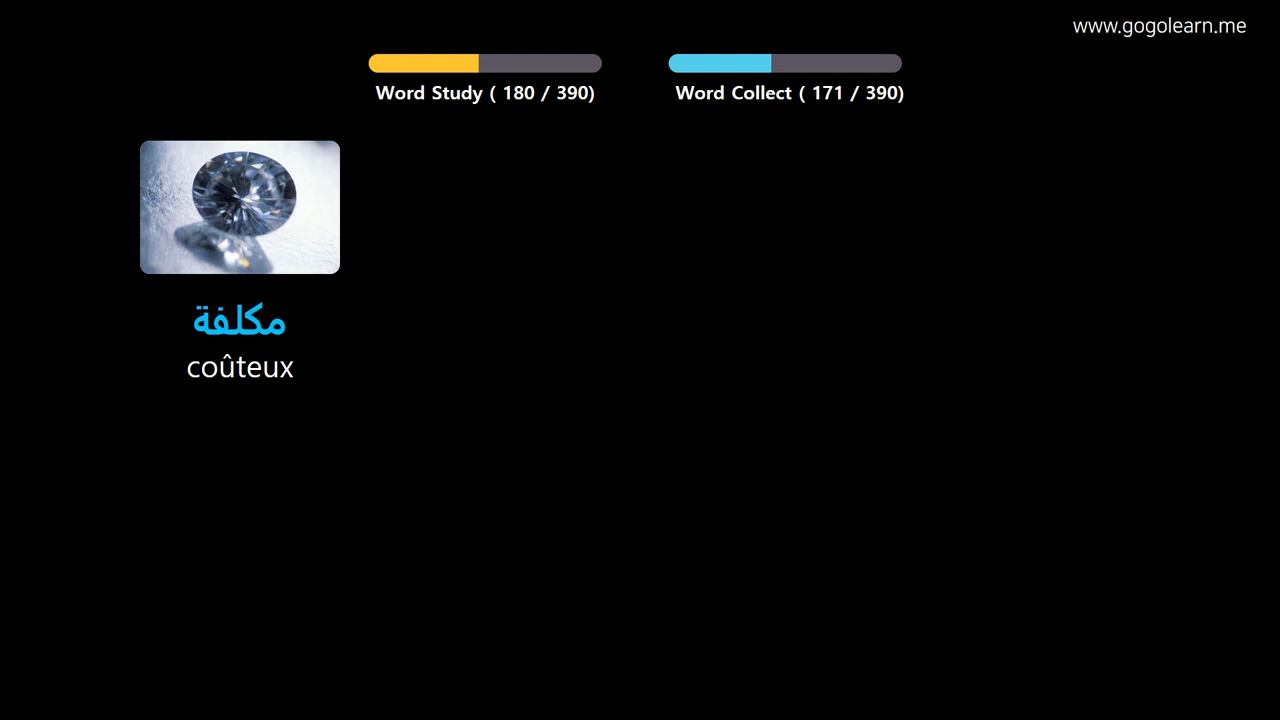 www.gogolearn.me
Word Study ( 180 / 390)
Word Collect ( 171 / 390)
مكلفة
coûteux